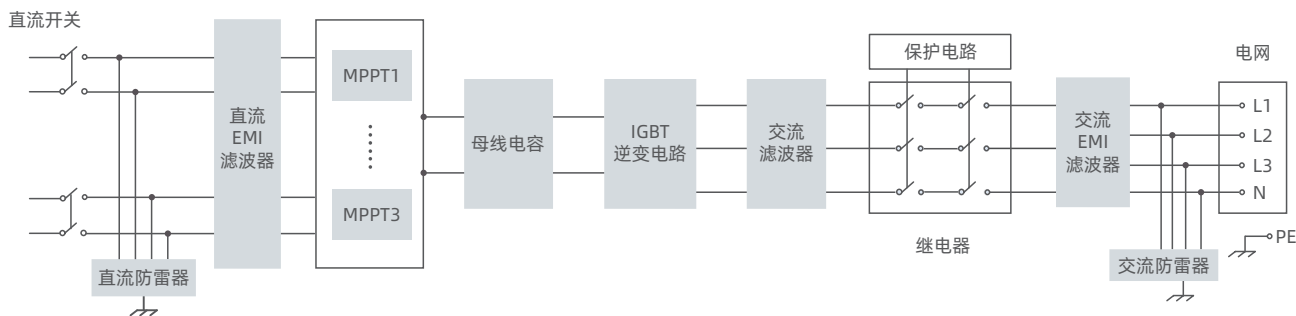 直流开关
直流防雷器
直流
EMI
滤波器
MPPT1
MPPT3
母线电容
IGBT
逆变电路
交流
滤波器
保护电路
继电器
交流
EMI
滤波器
交流防雷器
电网
L1
L2
L3
N
PE